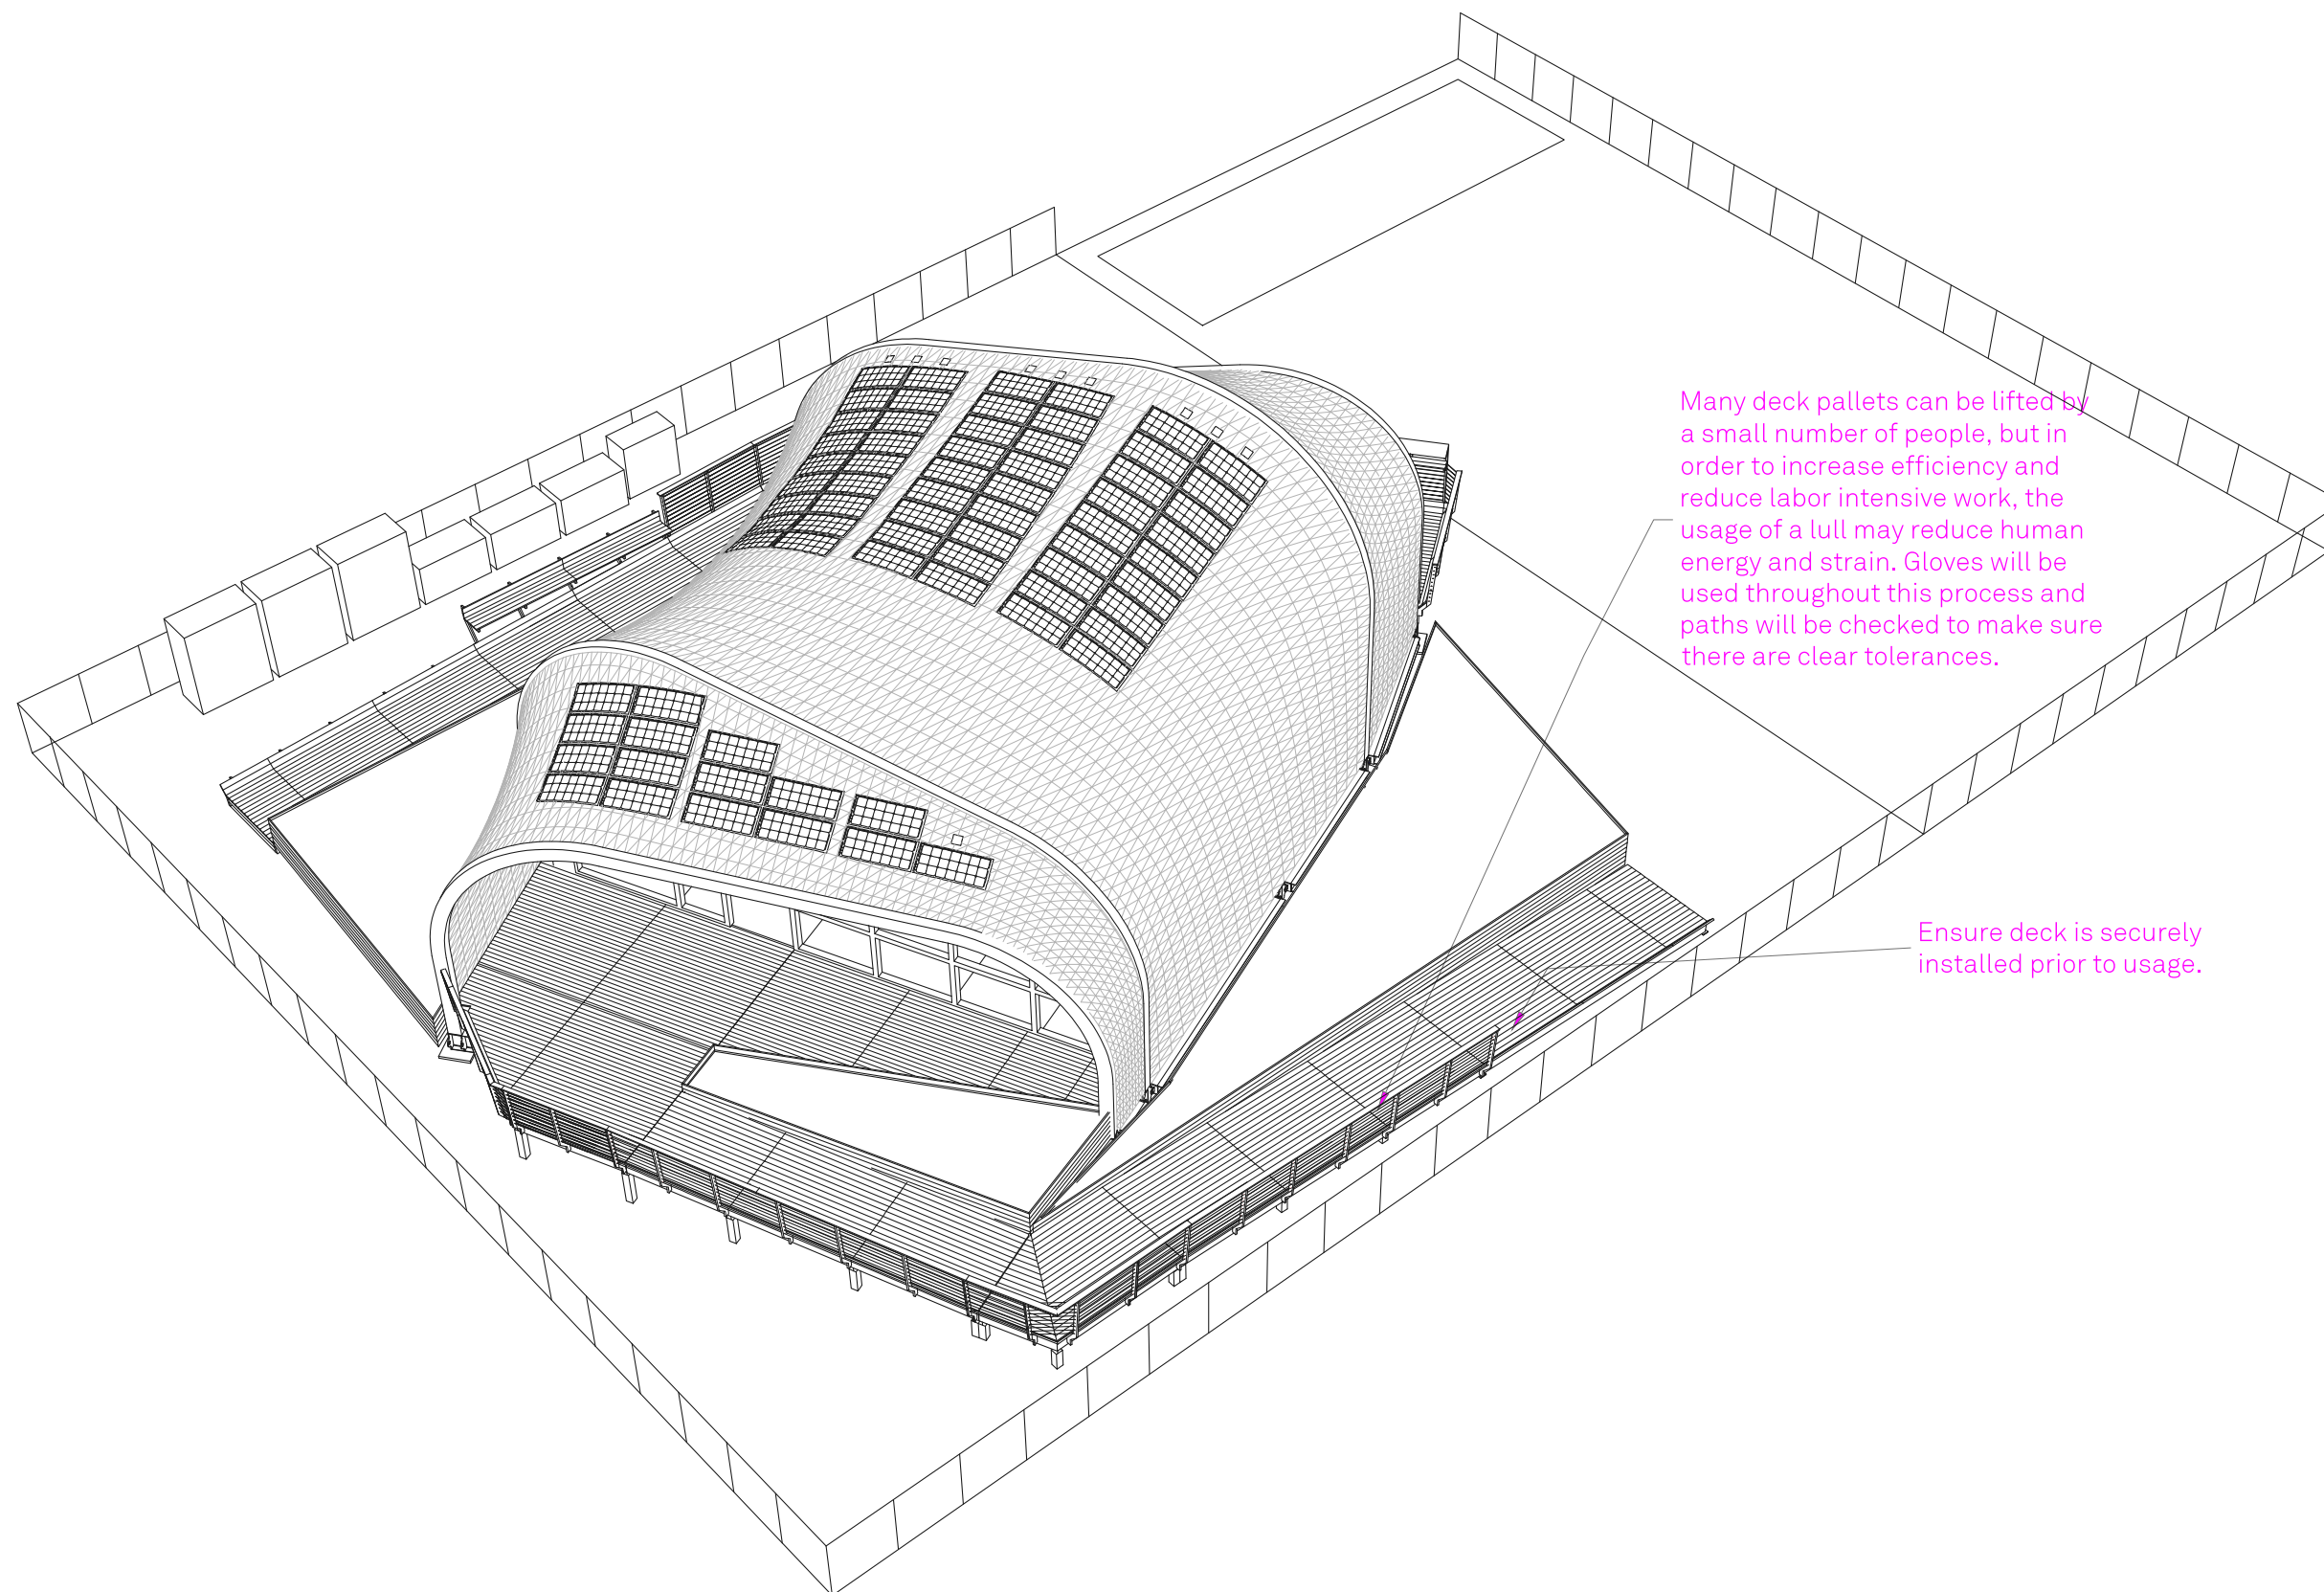 Many deck pallets can be lifted by
a small number of people, but in
order to increase efficiency and
reduce labor intensive work, the
usage of a lull may reduce human
energy and strain. Gloves will be
used throughout this process and
paths will be checked to make sure
there are clear tolerances.
Ensure deck is securely
installed prior to usage.